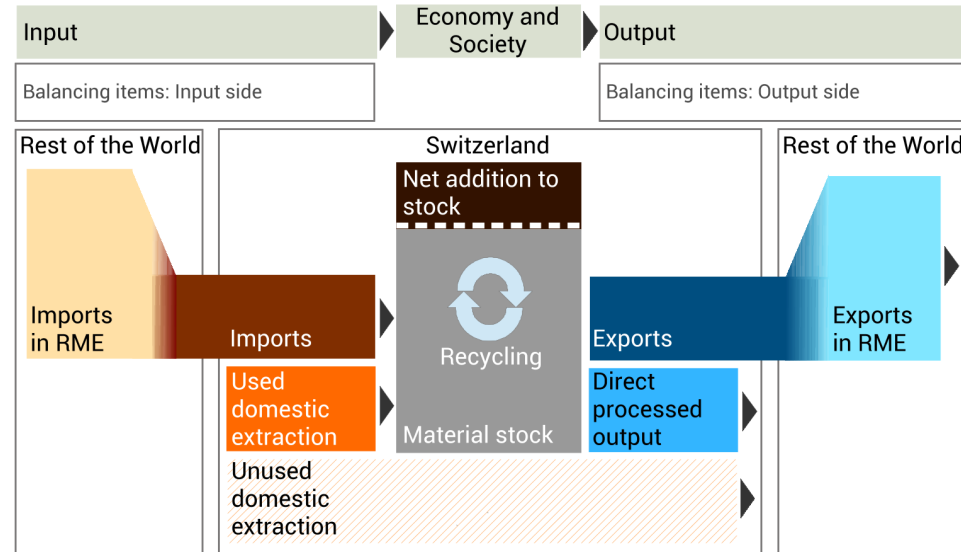 Input
Economy and
Society
Output
Balancing items: Input side
Balancing items: Output side
Rest of the World
Switzerland
Rest of the World
Net addition to
stock
Imports
in RME
Imports
Recycling
Exports
Exports
in RME
Used
domestic
extraction
Material stock
Direct
processed
output
Unused
domestic
extraction